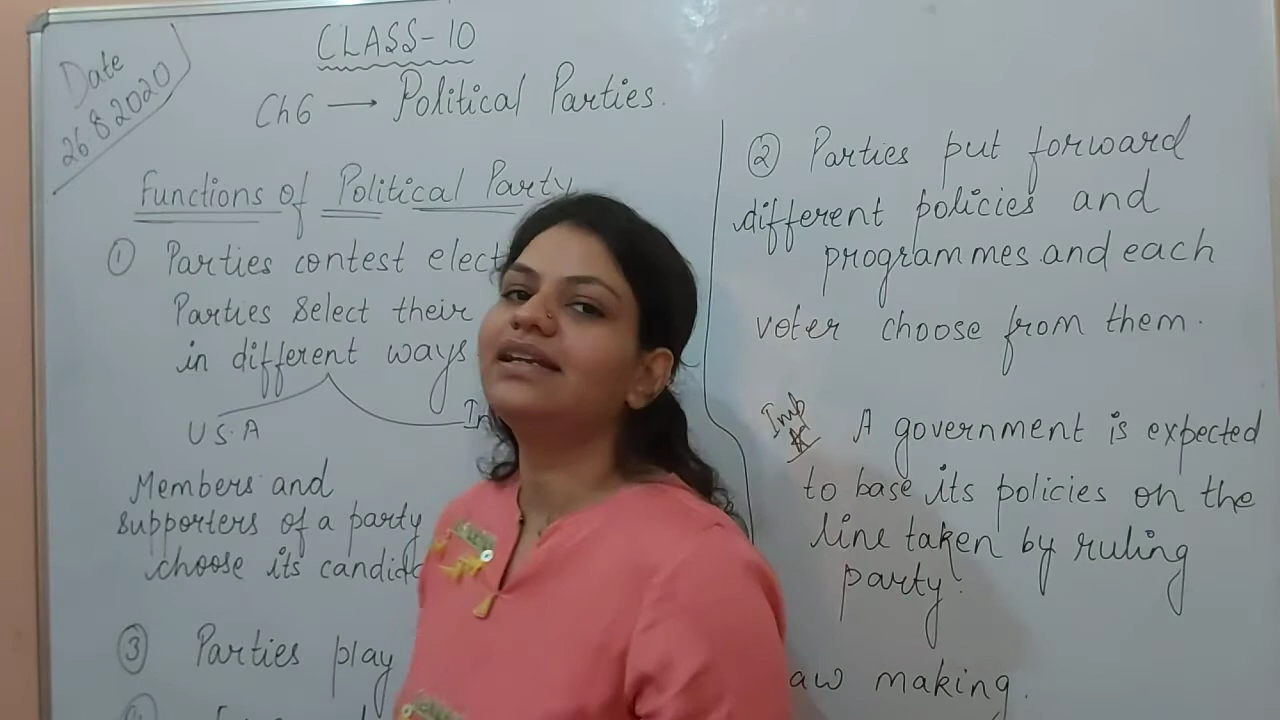 Date
26.8.2020
CLASS-10
Ch6 → Political Parties.
Functions of Political Party
① Parties contest elect
Parties select their
in different ways
U S.A
In
Members and
supporters of a party
choose its candida
③ Parties play
② Parties put forward
different policies and
programmes and each
voter choose from them.
Imp
A government is expected
to base its policies on the
line taken by ruling
party.
aw making.